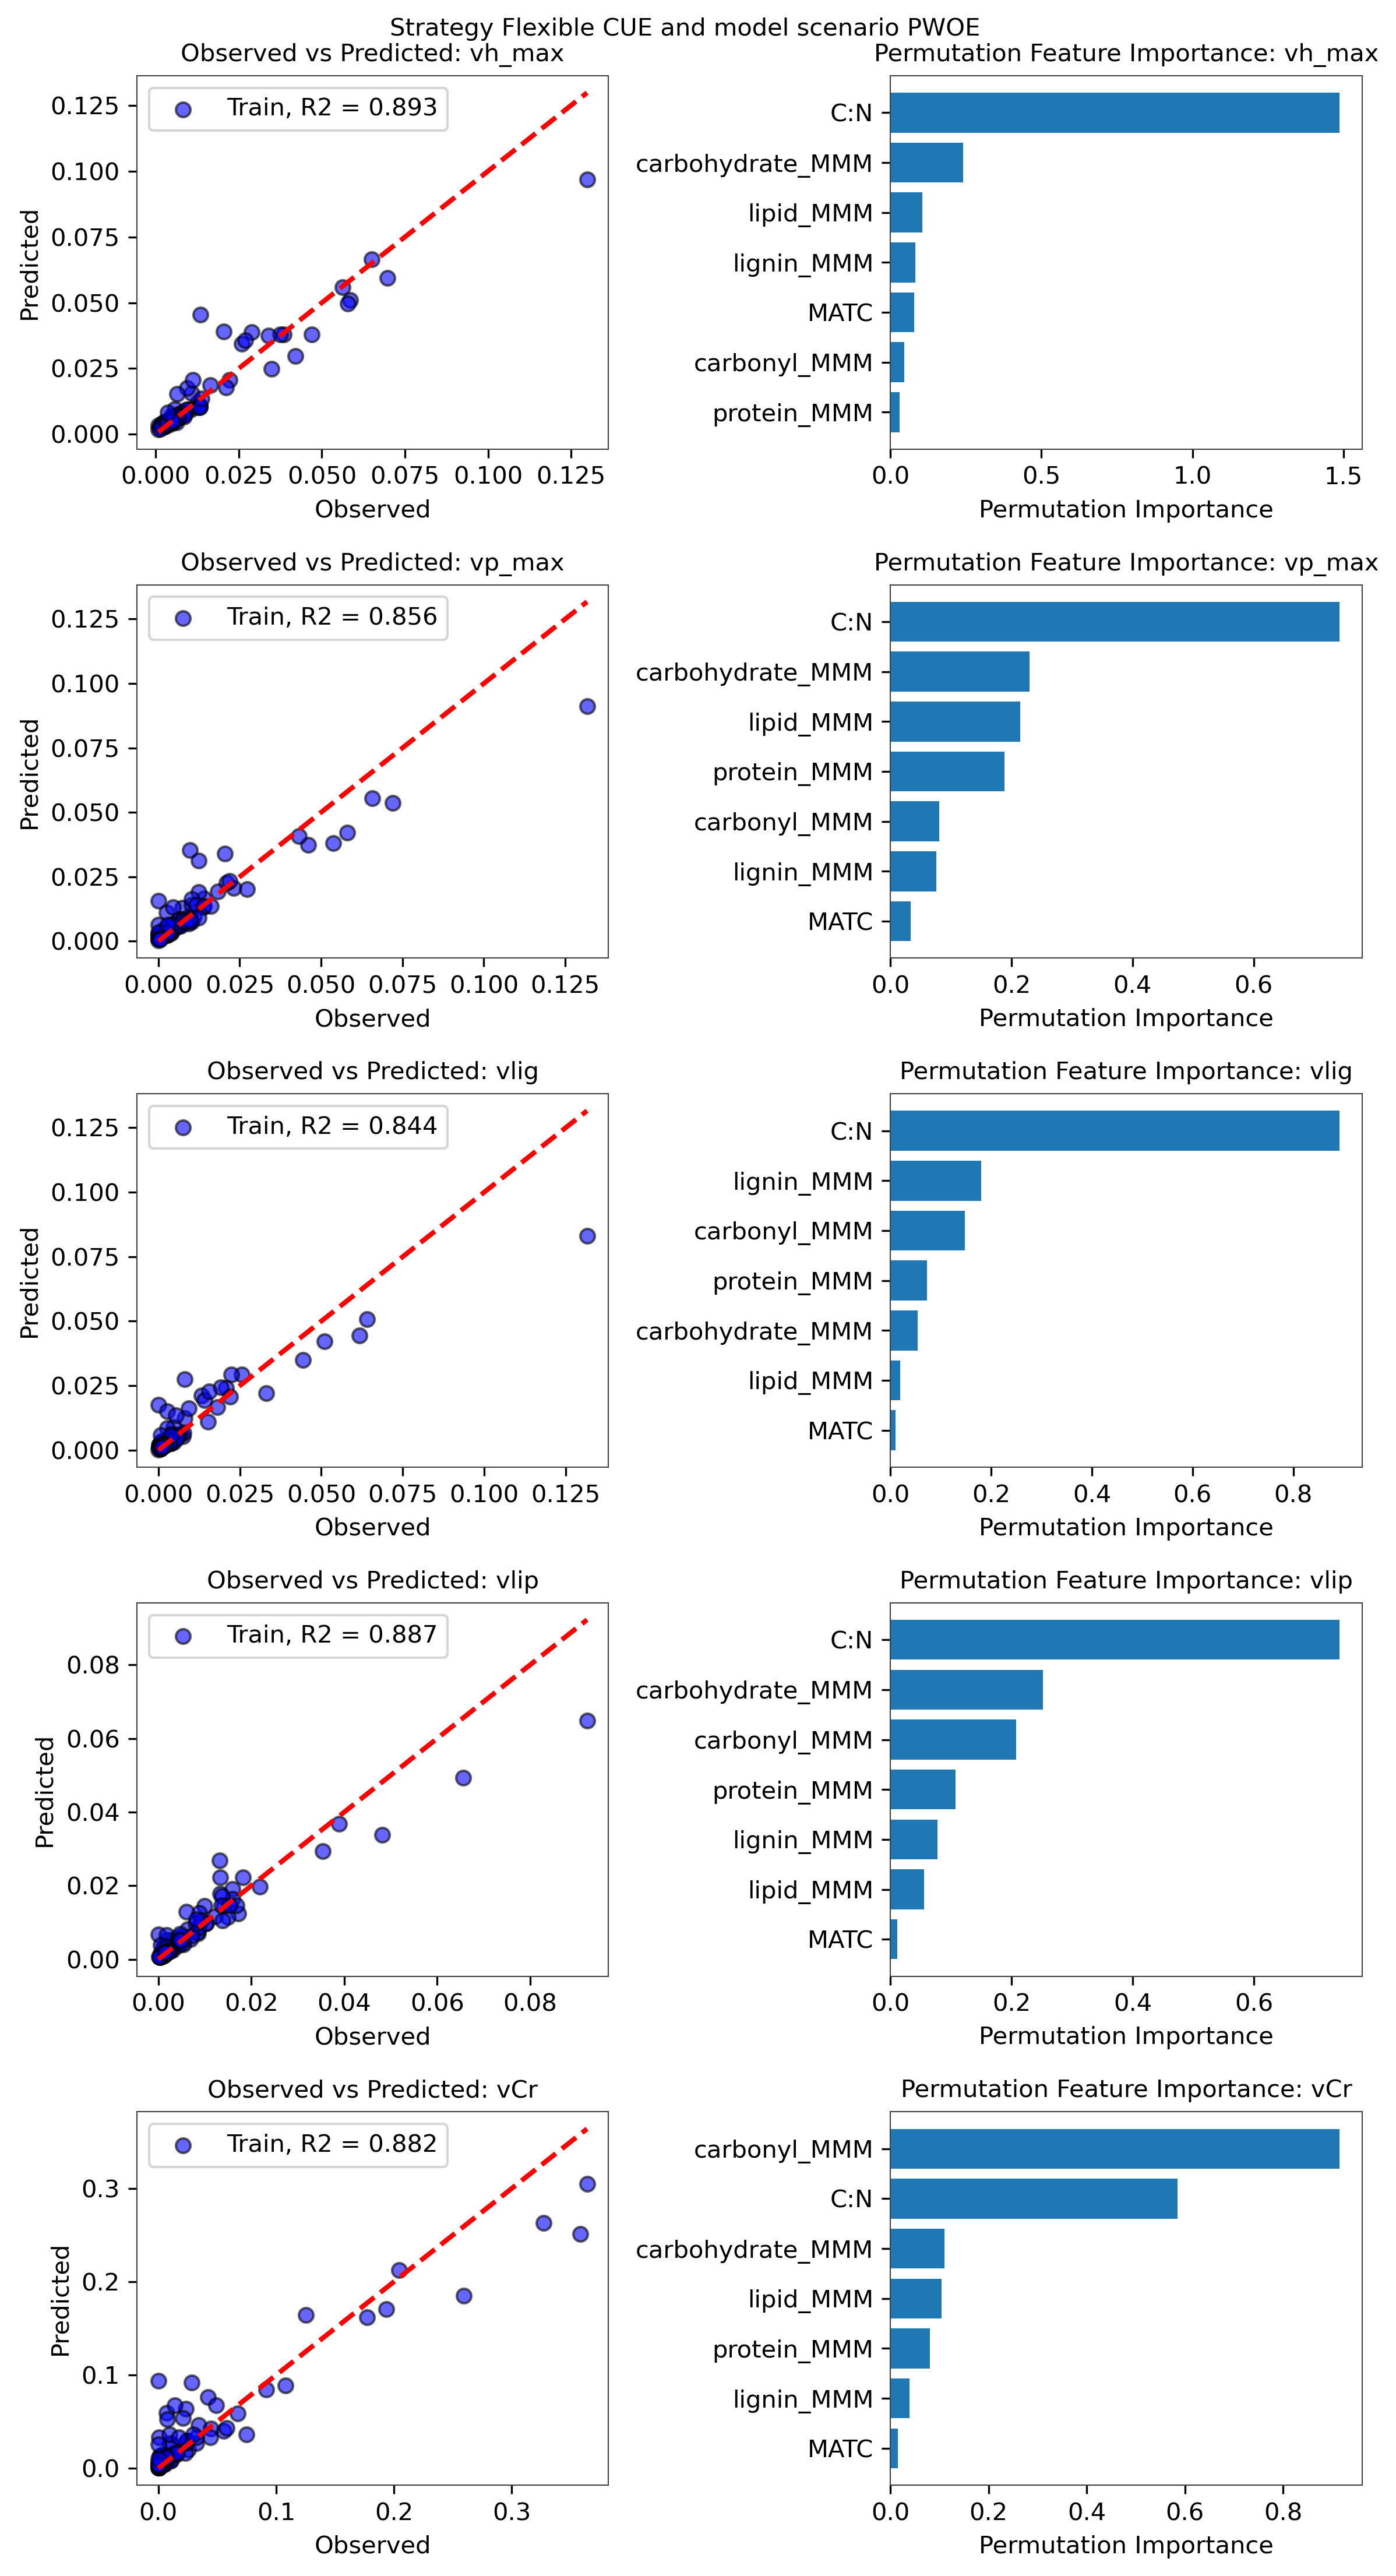 Strategy Flexible CUE and model scenario PWOE
Observed vs Predicted: vh_max
Train, R2 = 0.893
0.125
0.100
0.075
0.050
0.025
0.000
Predicted
0.000 0.025 0.050 0.075 0.100 0.125
Observed
Permutation Feature Importance: vh_max
C:N
carbohydrate_MMM
lipid_MMM
lignin_MMM
MATC
carbonyl_MMM
protein_MMM
0.0 0.5 1.0 1.5
Permutation Importance
Observed vs Predicted: vp_max
Train, R2 = 0.856
0.125
0.100
0.075
0.050
0.025
0.000
Predicted
0.000 0.025 0.050 0.075 0.100 0.125
Observed
Permutation Feature Importance: vp_max
C:N
carbohydrate_MMM
lipid_MMM
protein_MMM
carbonyl_MMM
lignin_MMM
MATC
0.0 0.2 0.4 0.6
Permutation Importance
Observed vs Predicted: vlig
Train, R2 = 0.844
0.125
0.100
0.075
0.050
0.025
0.000
Predicted
0.000 0.025 0.050 0.075 0.100 0.125
Observed
Permutation Feature Importance: vlig
C:N
lignin_MMM
carbonyl_MMM
protein_MMM
carbohydrate_MMM
lipid_MMM
MATC
0.0 0.2 0.4 0.6 0.8
Permutation Importance
Observed vs Predicted: vlip
Train, R2 = 0.887
0.08
0.06
0.04
0.02
0.00
Predicted
0.00 0.02 0.04 0.06 0.08
Observed
Permutation Feature Importance: vlip
C:N
carbohydrate_MMM
carbonyl_MMM
protein_MMM
lignin_MMM
lipid_MMM
MATC
0.0 0.2 0.4 0.6
Permutation Importance
Observed vs Predicted: vCr
Train, R2 = 0.882
0.3
0.2
0.1
0.0
Predicted
0.0 0.1 0.2 0.3
Observed
Permutation Feature Importance: vCr
carbonyl_MMM
C:N
carbohydrate_MMM
lipid_MMM
protein_MMM
lignin_MMM
MATC
0.0 0.2 0.4 0.6 0.8
Permutation Importance